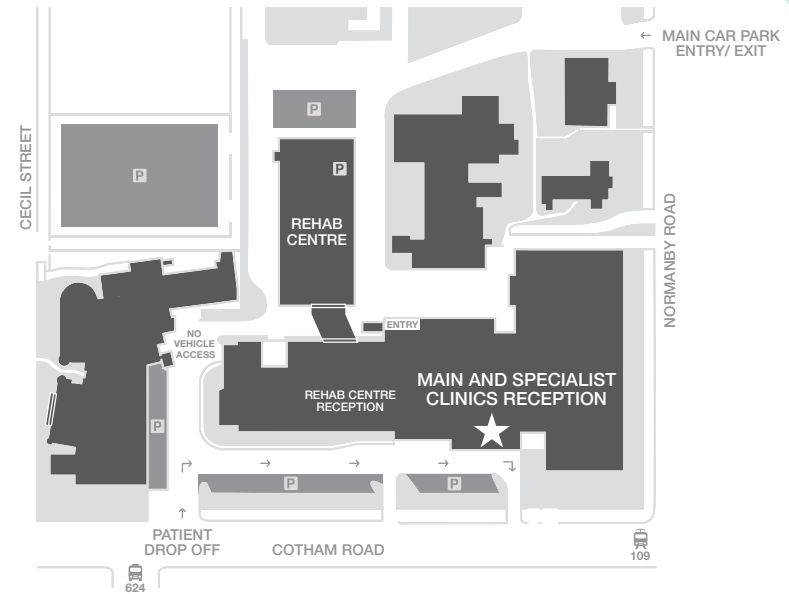 MAIN CAR PARK
ENTRY/ EXIT
P
CECIL STREET
P
P
REHAB
CENTRE
NORMANBY ROAD
ENTRY
NO
VEHICLE
ACCESS
MAIN AND SPECIALIST
CLINICS RECEPTION
REHAB CENTRE
RECEPTION
P
P
P
PATIENT
DROP OFF
COTHAM ROAD
109
624